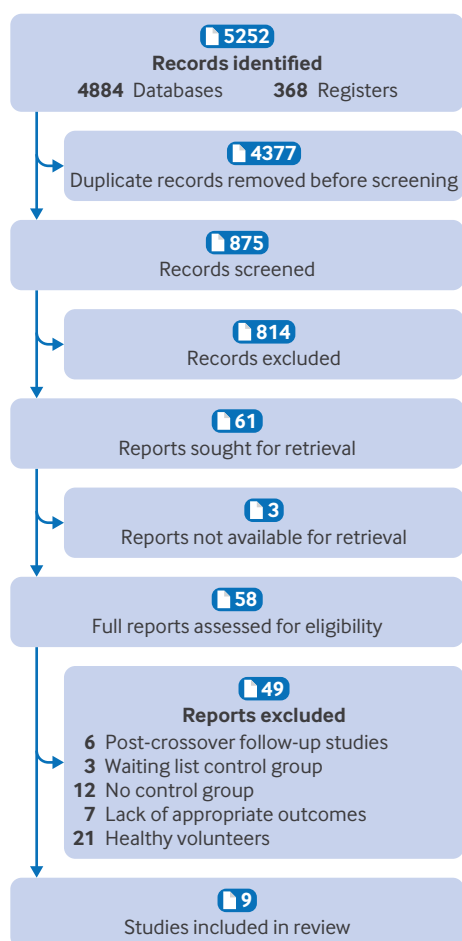 5252
Records identified
4884 Databases 368 Registers
4377
Duplicate records removed before screening
875
Records screened
814
Records excluded
61
Reports sought for retrieval
3
Reports not available for retrieval
58
Full reports assessed for eligibility
49
Reports excluded
6 Post-crossover follow-up studies
3 Waiting list control group
12 No control group
7 Lack of appropriate outcomes
21 Healthy volunteers
9
Studies included in review